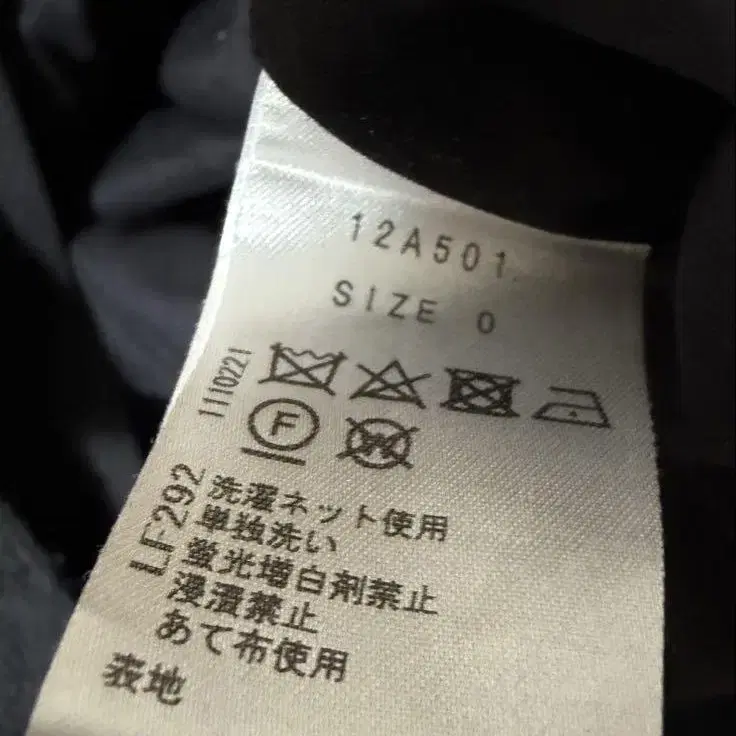 12A501
SIZE 0
1110221
F
W
LF292
洗濯ネット使用
単独洗い
蛍光増白剤禁止
浸漬禁止
あて布使用
表地